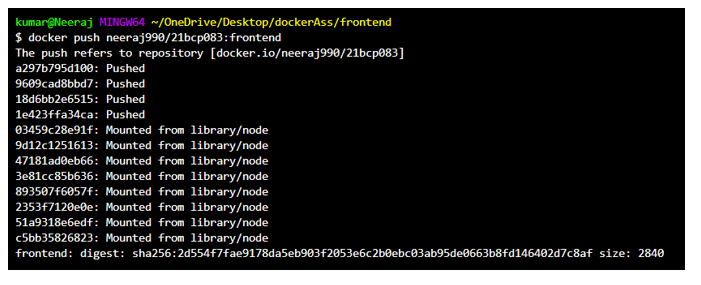 kumar@Neeraj MINGW64 ~/OneDrive/Desktop/dockerAss/frontend
$ docker push neeraj990/21bcp083:frontend
The push refers to repository [docker.io/neeraj990/21bcp083]
a297b795d100: Pushed
9609cad8bbd7: Pushed
18d6bb2e6515: Pushed
1e423ffa34ca: Pushed
03459c28e91f: Mounted from library/node
9d12c1251613: Mounted from library/node
47181ad0eb66: Mounted from library/node
3e81cc85b636: Mounted from library/node
893507f6057f: Mounted from library/node
2353f7120e0e: Mounted from library/node
51a9318e6edf: Mounted from library/node
c5bb35826823: Mounted from library/node
frontend: digest: sha256:2d554f7fae9178da5eb903f2053e6c2b0ebc03ab95de0663b8fd146402d7c8af size: 2840